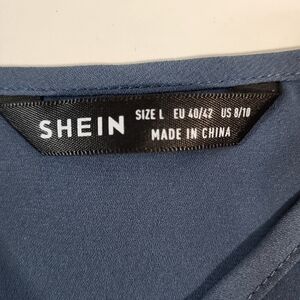 SHEIN
SIZE L EU 40/42 US 8/10
MADE IN CHINA